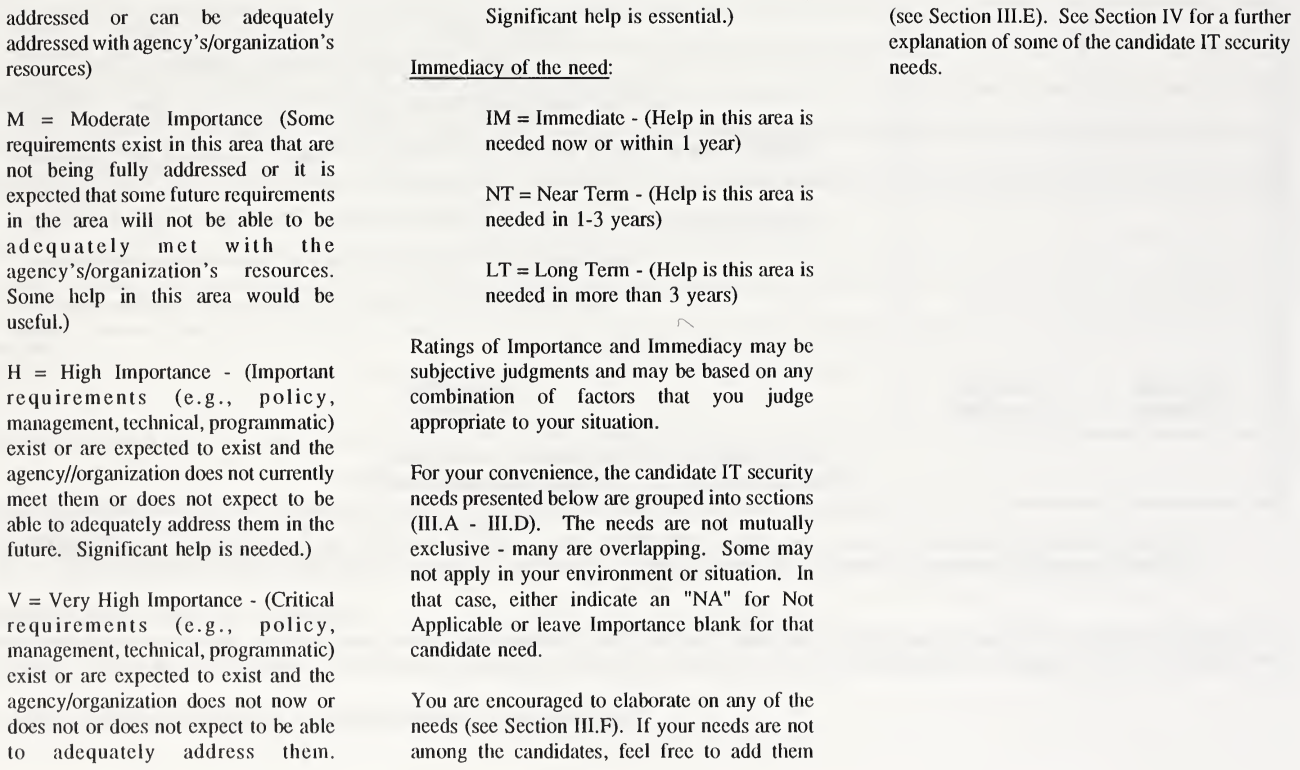 addressed or can be adequately
addressed with agency's/organization's
resources)
M = Moderate Importance (Some
requirements exist in this area that are
not being fully addressed or it is
expected that some future requirements
in the area will not be able to be
adequately met with the
agency's/organization's resources.
Some help in this area would be
useful.)
H = High Importance - (Important
requirements (e.g., policy,
management, technical, programmatic)
exist or are expected to exist and the
agency//organization does not currently
meet them or does not expect to be
able to adequately address them in the
future. Significant help is needed.)
V = Very High Importance - (Critical
requirements (e.g., policy,
management, technical, programmatic)
exist or are expected to exist and the
agency/organization does not now or
does not or does not expect to be able
to adequately address them.
Significant help is essential.)
Immediacy of the need:
IM = Immediate - (Help in this area is
needed now or within 1 year)
NT = Near Term - (Help is this area is
needed in 1-3 years)
LT = Long Term - (Help is this area is
needed in more than 3 years)
Ratings of Importance and Immediacy may be
subjective judgments and may be based on any
combination of factors that you judge
appropriate to your situation.
For your convenience, the candidate IT security
needs presented below are grouped into sections
(III.A - III.D). The needs are not mutually
exclusive - many are overlapping. Some may
not apply in your environment or situation. In
that case, either indicate an "NA" for Not
Applicable or leave Importance blank for that
candidate need.
You are encouraged to elaborate on any of the
needs (see Section III.F). If your needs are not
among the candidates, feel free to add them
(see Section III.E). See Section IV for a further
explanation of some of the candidate IT security
needs.